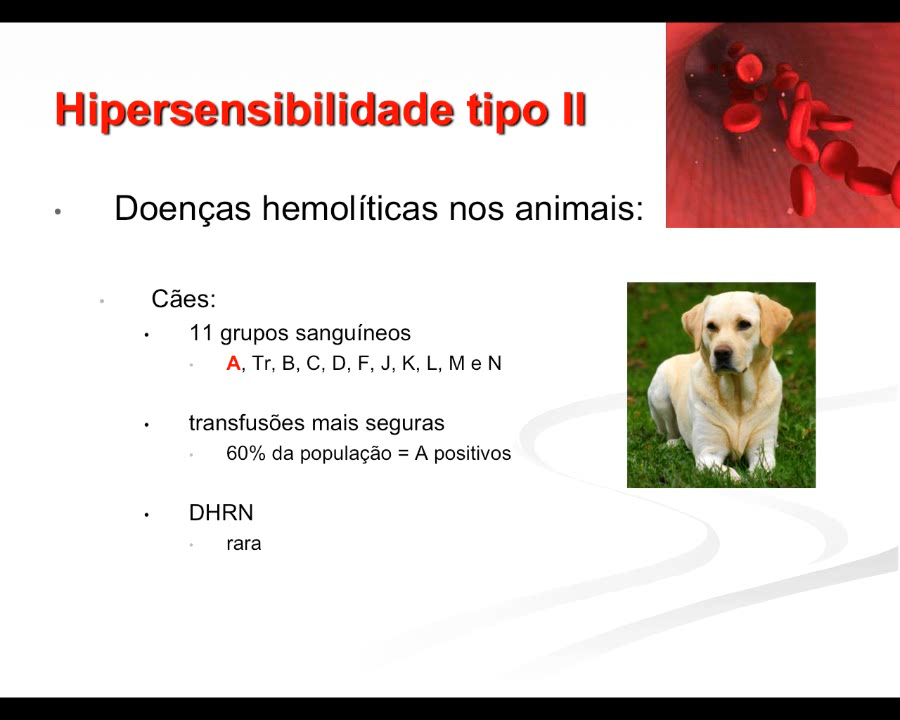 Hipersensibilidade tipo II
• Doenças hemolíticas nos animais:
• Cães:
• 11 grupos sanguíneos
• A, Tr, B, C, D, F, J, K, L, M e N
• transfusões mais seguras
• 60% da população = A positivos
• DHRN
• rara